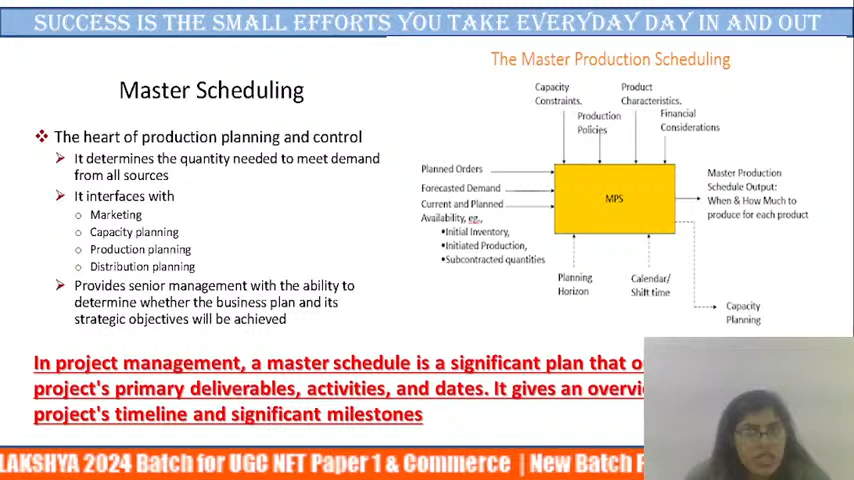 SUCCESS IS THE SMALL EFFORTS YOU TAKE EVERYDAY DAY IN AND OUT
Master Scheduling
❖ The heart of production planning and control
➢ It determines the quantity needed to meet demand
from all sources
➢ It interfaces with
○ Marketing
○ Capacity planning
○ Production planning
○ Distribution planning
➢ Provides senior management with the ability to
determine whether the business plan and its
strategic objectives will be achieved
The Master Production Scheduling
Capacity
Constraints.
Production
Policies
Product
Characteristics.
Financial
Considerations
Planned Orders
Forecasted Demand
Current and Planned
Availability, eg.,
•Initial Inventory,
•Initiated Production,
•Subcontracted quantities
MPS
Master Production
Schedule Output:
When & How Much to
produce for each product
Planning
Horizon
Calendar/
Shift time
Capacity
Planning
In project management, a master schedule is a significant plan that
project's primary deliverables, activities, and dates. It gives an
project's timeline and significant milestones
LAKSHYA 2024 Batch for UGC NET Paper 1 & Commerce | New Batch